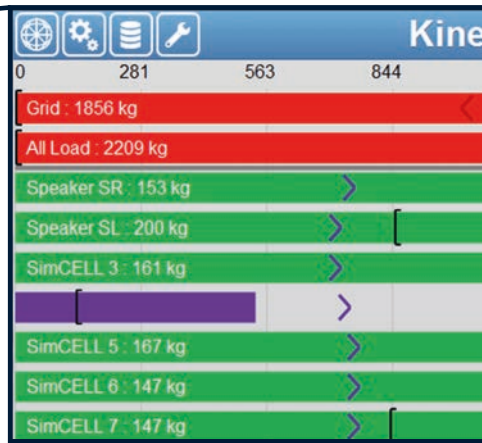 Kine
0 281 563 844
Grid : 1856 kg
All Load : 2209 kg
Speaker SR : 153 kg
Speaker SL : 200 kg
SimCELL 3 : 161 kg
SimCELL 5 : 167 kg
SimCELL 6 : 147 kg
SimCELL 7 : 147 kg